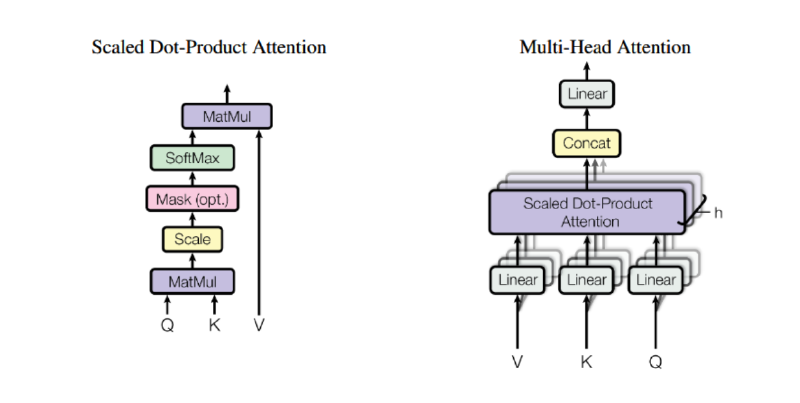 Scaled Dot-Product Attention
MatMul
SoftMax
Mask (opt.)
Scale
MatMul
Q K V
Multi-Head Attention
Linear
Concat
Scaled Dot-Product
Attention
h
Linear Linear Linear
V K Q